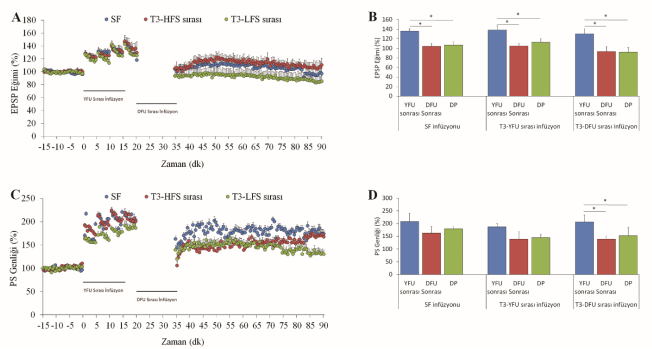 A
SF
T3-HFS sırası
T3-LFS sırası
EPSP Eğimi (%)
160
140
120
100
80
60
40
20
0
YFU Sırası İnfüzyon
DFU Sırası İnfüzyon
-15 -10 -5 0 5 10 15 20 25 30 35 40 45 50 55 60 65 70 75 80 85 90
Zaman (dk)
B
EPSP Eğimi (%)
160
140
120
100
80
60
40
20
0
* * * * * *
YFU DFU DP YFU DFU DP YFU DFU DP
sonrası Sonrası sonrası Sonrası sonrası Sonrası
SF infüzyonu T3-YFU sırası infüzyon T3-DFU sırası infüzyon
C
SF
T3-HFS sırası
T3-LFS sırası
PS Genliği (%)
250
200
150
100
50
0
YFU Sırası İnfüzyon
DFU Sırası İnfüzyon
-15 -10 -5 0 5 10 15 20 25 30 35 40 45 50 55 60 65 70 75 80 85 90
Zaman (dk)
D
PS Genliği (%)
300
250
200
150
100
50
0
* *
YFU DFU DP YFU DFU DP YFU DFU DP
sonrası Sonrası sonrası Sonrası sonrası Sonrası
SF infüzyonu T3-YFU sırası infüzyon T3-DFU sırası infüzyon